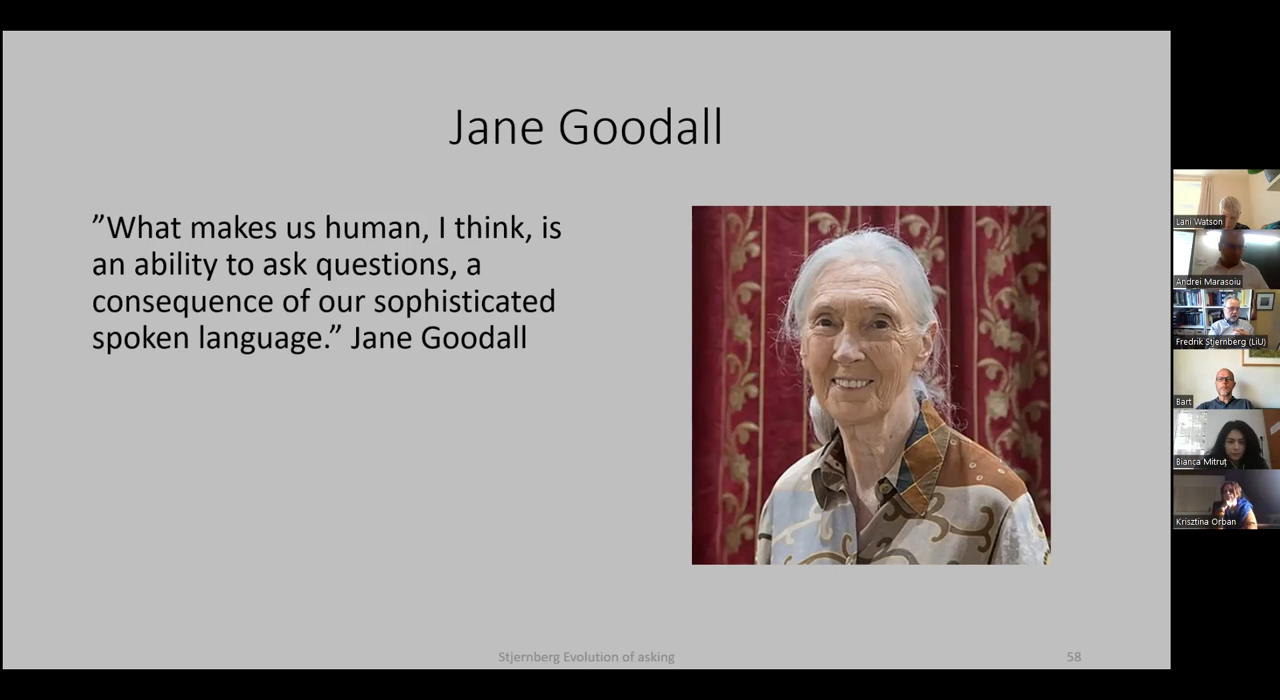 Jane Goodall
”What makes us human, I think, is
an ability to ask questions, a
consequence of our sophisticated
spoken language.” Jane Goodall
Stjernberg Evolution of asking
58
Lani Watson
Andrei Marasoiu
Fredrik Stjernberg (LiU)
Bart
Bianca Mitruț
Krisztina Orban